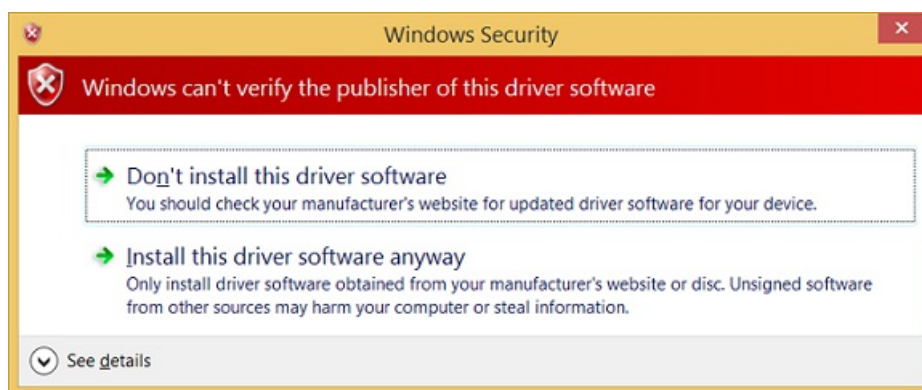 Windows Security
Windows can't verify the publisher of this driver software
Don't install this driver software
You should check your manufacturer's website for updated driver software for your device.
Install this driver software anyway
Only install driver software obtained from your manufacturer's website or disc. Unsigned software
from other sources may harm your computer or steal information.
See details